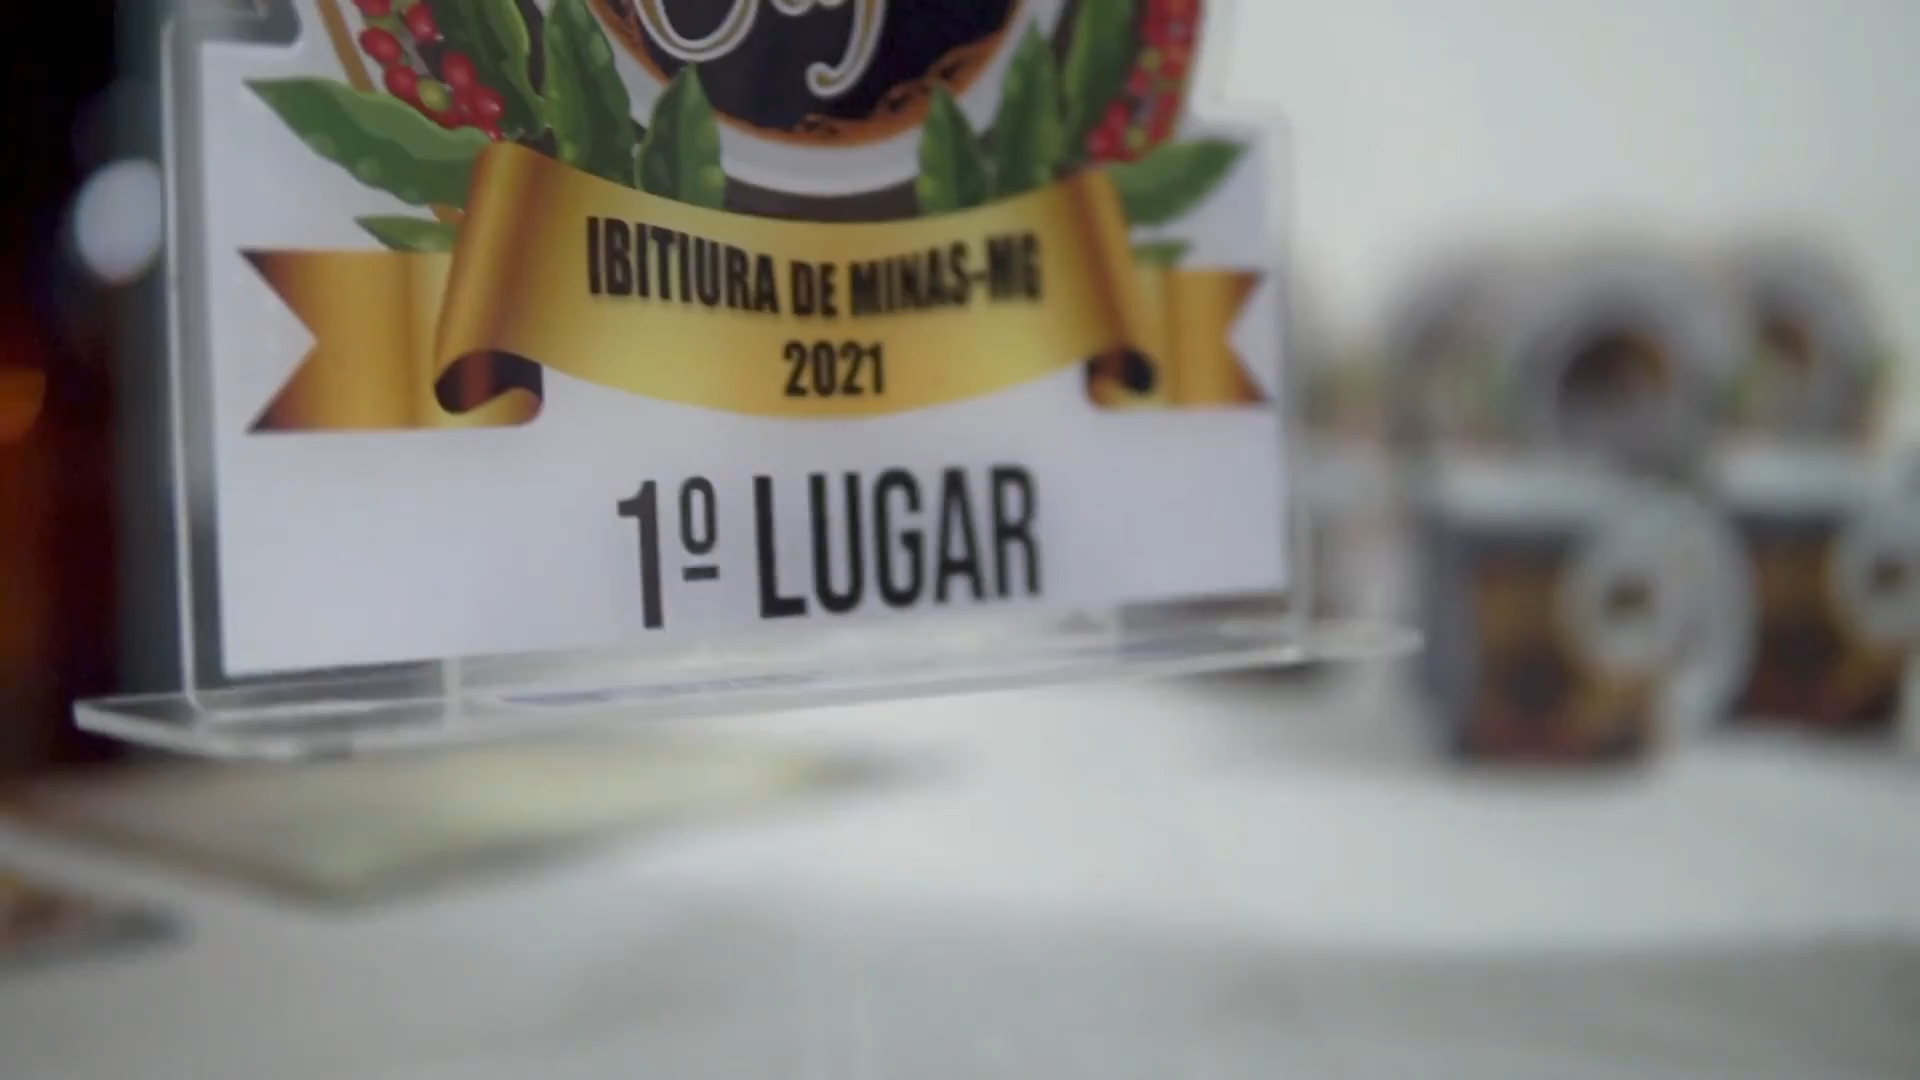 IBITIURA DE MINAS-MG
2021
1º LUGAR